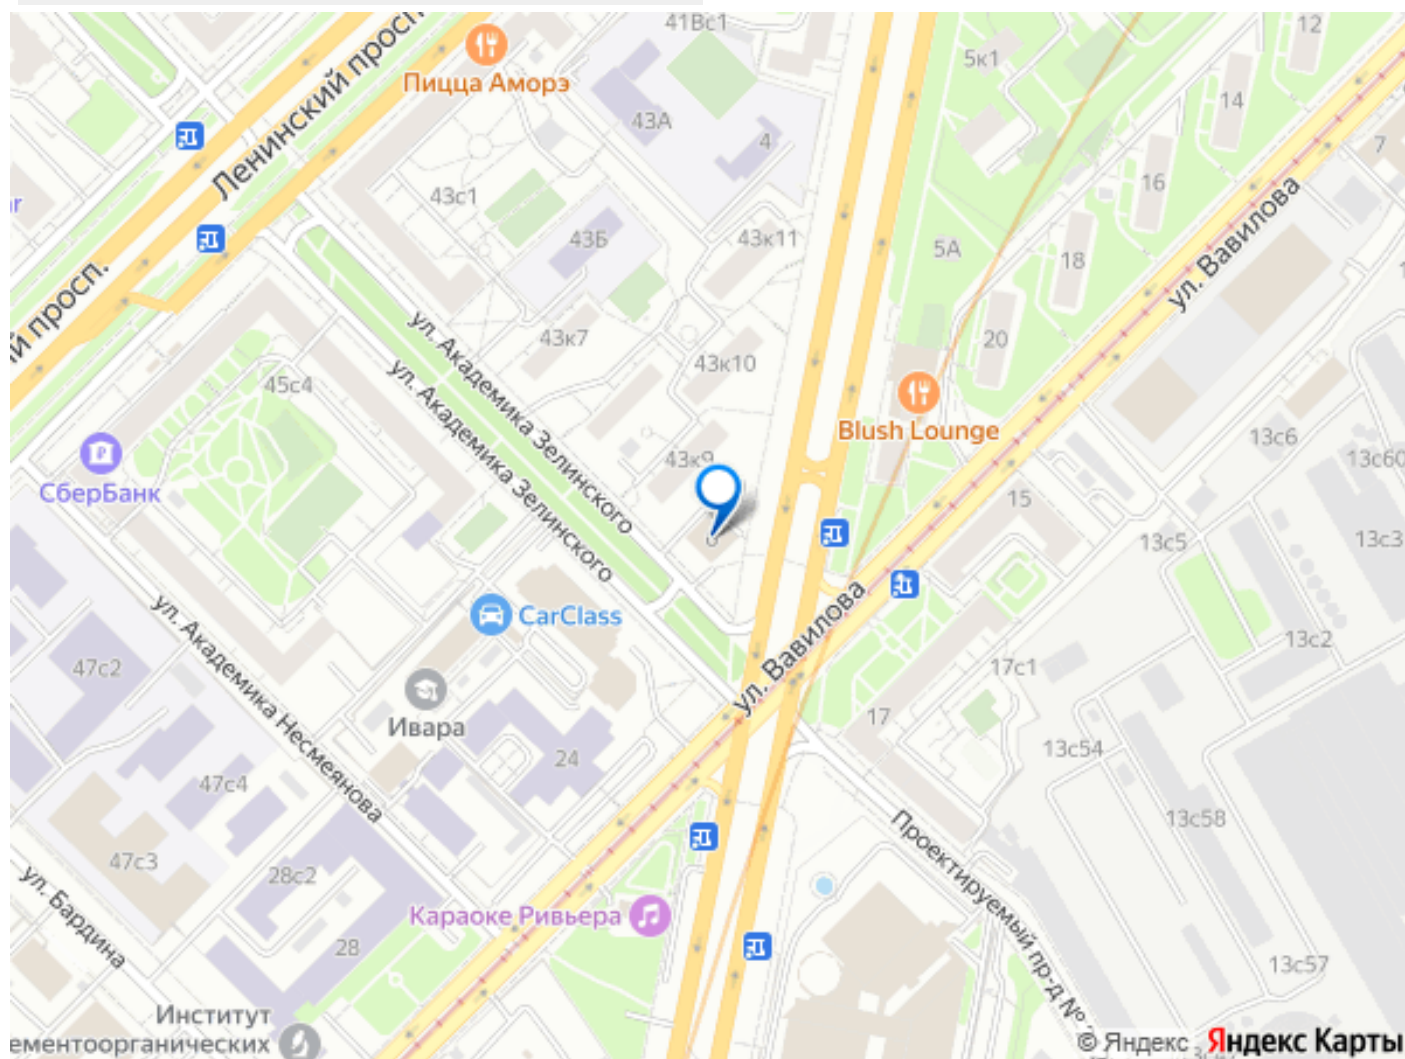 41Вс1
12
Ленинский просп.
Пицца Аморэ
5к1
14
43А
4
7
16
43с1
43Б
43к11
5А
18
ул. Вавилова
й просп.
ул. Академика Зелинского
43к7
43к10
20
ул. Академика Зелинского
45с4
Blush Lounge
13с6
43к9
13с60
СберБанк
15
13с5
13с3
ул. Академика Несмеянова
CarClass
ул. Вавилова
13с2
47с2
17с1
Ивара
17
24
13с54
47с4
Проектируемый пр-д №
13с58
47с3
28с2
ул. Бардина
Караоке Ривьера
28
13с57
Институт
ементоорганических
© Яндекс Яндекс Карты